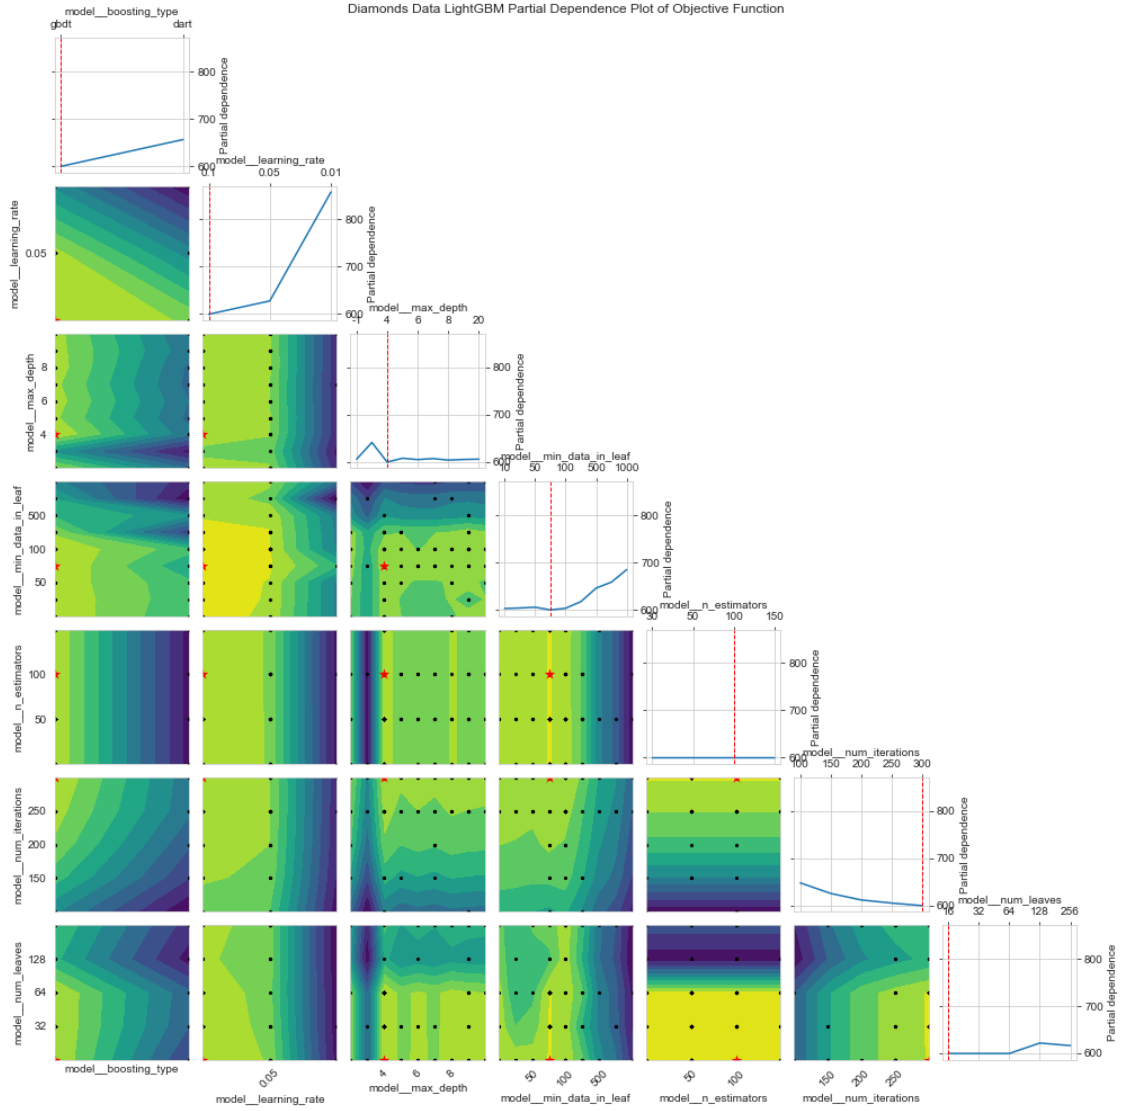 Diamonds Data LightGBM Partial Dependence Plot of Objective Function
model__boosting_type
gbdt dart
800
700
600
Partial dependence
model__learning_rate
0.1 0.05 0.01
model__learning_rate
0.05
800
700
600
Partial dependence
model__max_depth
-1 4 6 8 20
model__max_depth
8
6
4
800
700
600
Partial dependence
model__min_data_in_leaf
10 50 100 500 1000
model__min_data_in_leaf
500
100
50
800
700
600
Partial dependence
model__n_estimators
30 50 100 150
model__n_estimators
100
50
800
700
600
Partial dependence
model__num_iterations
100 150 200 250 300
model__num_iterations
250
200
150
800
700
600
Partial dependence
model__num_leaves
16 32 64 128 256
model__num_leaves
128
64
32
800
700
600
Partial dependence
model__boosting_type
0.05
model__learning_rate
4 6 8
model__max_depth
50 100 500
model__min_data_in_leaf
50 100
model__n_estimators
150 200 250
model__num_iterations